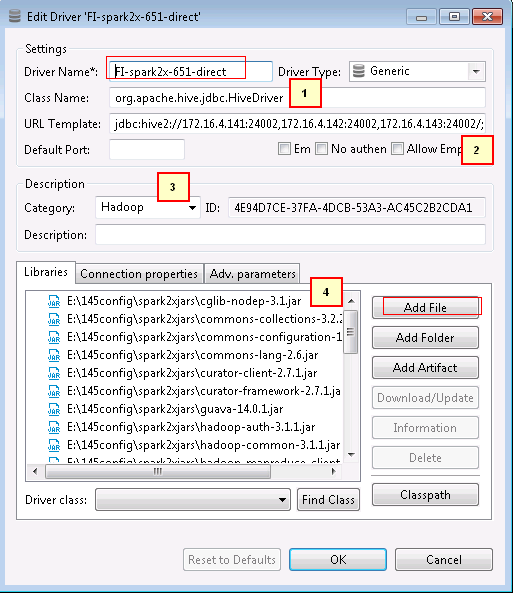 Edit Driver 'FI-spark2x-651-direct'
Settings
Driver Name*: FI-spark2x-651-direct Driver Type: Generic
1
Class Name: org.apache.hive.jdbc.HiveDriver
URL Template: jdbc:hive2://172.16.4.141:24002,172.16.4.142:24002,172.16.4.143:24002/;
Default Port: Em No authen Allow Emp 2
Description
3
Category: Hadoop ID: 4E94D7CE-37FA-4DCB-53A3-AC45C2B2CDA1
Description:
Libraries Connection properties Adv. parameters
4
E:\145config\spark2xjars\cglib-nodep-3.1.jar
E:\145config\spark2xjars\commons-collections-3.2.2
E:\145config\spark2xjars\commons-configuration-1
E:\145config\spark2xjars\commons-lang-2.6.jar
E:\145config\spark2xjars\curator-client-2.7.1.jar
E:\145config\spark2xjars\curator-framework-2.7.1.jar
E:\145config\spark2xjars\guava-14.0.1.jar
E:\145config\spark2xjars\hadoop-auth-3.1.1.jar
E:\145config\spark2xjars\hadoop-common-3.1.1.jar
E:\145config\spark2xjars\hadoop-mapreduce-client
Add File
Add Folder
Add Artifact
Download/Update
Information
Delete
Classpath
Driver class: Find Class
Reset to Defaults OK Cancel